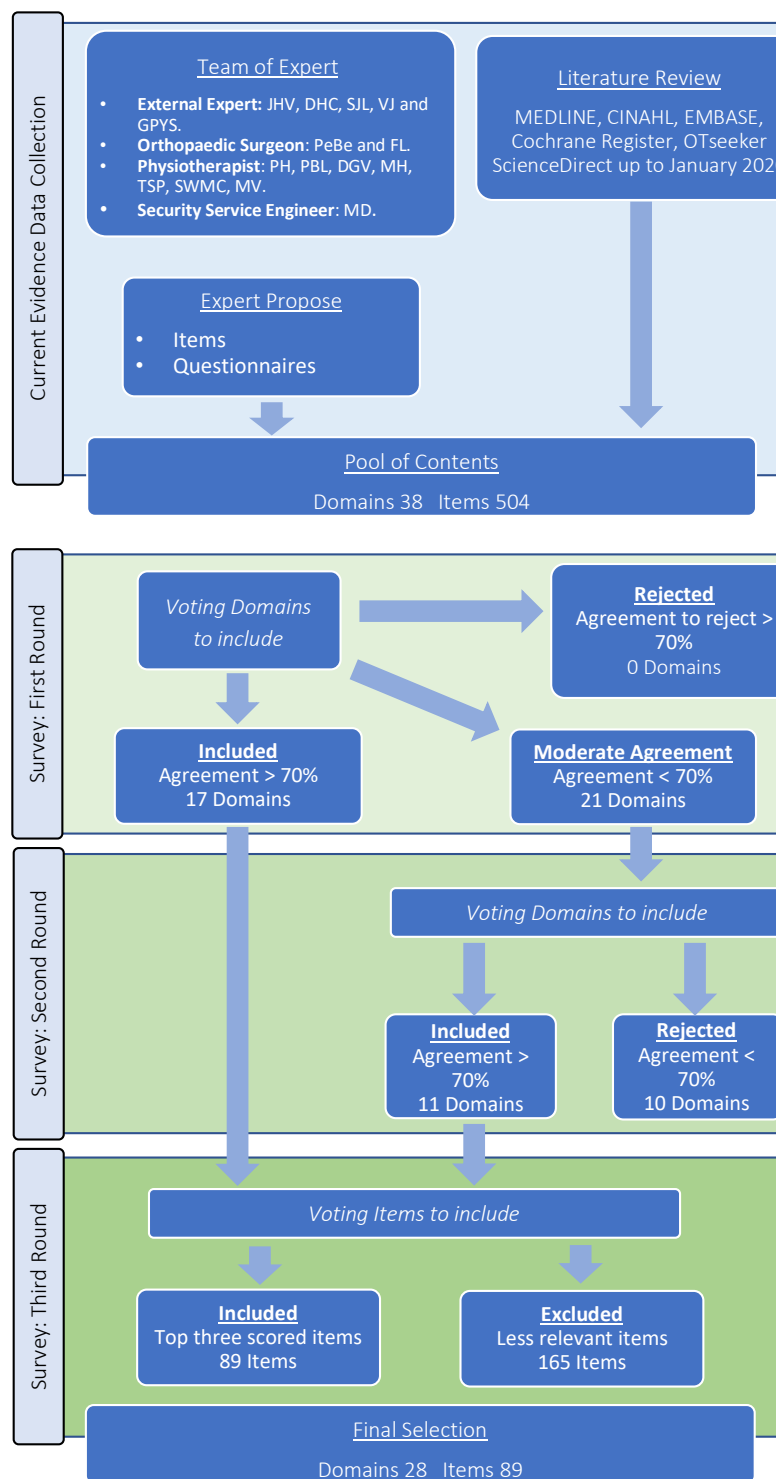 Current Evidence Data Collection
Team of Expert
• External Expert: JHV, DHC, SJL, VJ and
GPYS.
• Orthopaedic Surgeon: PeBe and FL.
• Physiotherapist: PH, PBL, DGV, MH,
TSP, SWMC, MV.
• Security Service Engineer: MD.
Literature Review
MEDLINE, CINAHL, EMBASE,
Cochrane Register, OTseeker
ScienceDirect up to January
Expert Propose
• Items
• Questionnaires
Pool of Contents
Domains 38 Items 504
Survey: First Round
Voting Domains
to include
Rejected
Agreement to reject >
70%
0 Domains
Included
Agreement > 70%
17 Domains
Moderate Agreement
Agreement < 70%
21 Domains
Survey: Second Round
Voting Domains to include
Included
Agreement >
70%
11 Domains
Rejected
Agreement <
70%
10 Domains
Survey: Third Round
Voting Items to include
Included
Top three scored items
89 Items
Excluded
Less relevant items
165 Items
Final Selection
Domains 28 Items 89